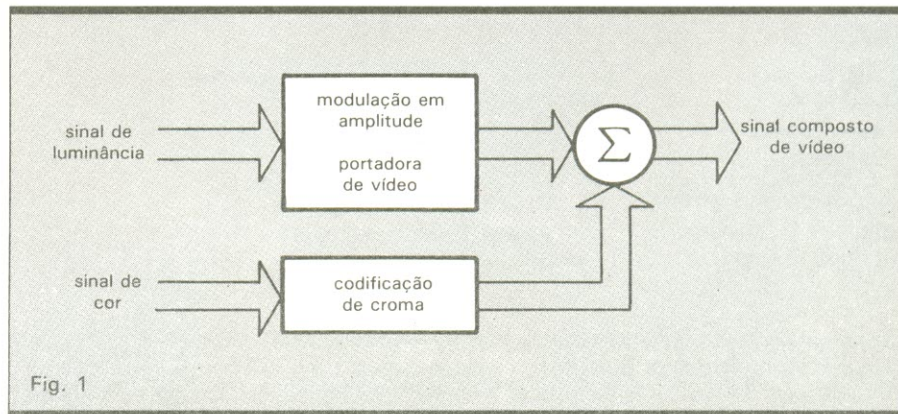 sinal de
luminância
modulação em
amplitude
portadora
de vídeo
Σ
sinal composto
de vídeo
sinal de
cor
codificação
de croma
Fig. 1